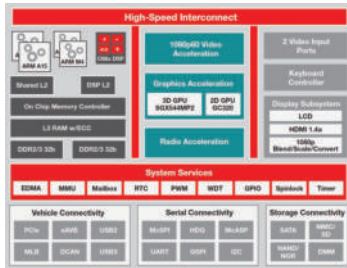 High-Speed Interconnect
ARM A15
ARM M4
C66x DSP
Shared L2
DSP L2
On Chip Memory Controller
L3 RAM w/ECC
DDR2/3 32b
DDR2/3 32b
1080p60 Video
Acceleration
Graphics Acceleration
3D GPU
SGX544MP2
2D GPU
GC320
Radio Acceleration
2 Video Input
Ports
Keyboard
Controller
Display Subsystem
LCD
HDMI 1.4a
1080p
Blend/Scale/Convert
System Services
EDMA
MMU
Mailbox
RTC
PWM
WDT
GPIO
Spinlock
Timer
Vehicle Connectivity
PCIe
eAVB
USB2
MLB
DCAN
USB3
Serial Connectivity
McSPI
HDQ
McASP
UART
QSPI
I2C
Storage Connectivity
SATA
MMC/
SD
NAND/
NOR
DMM